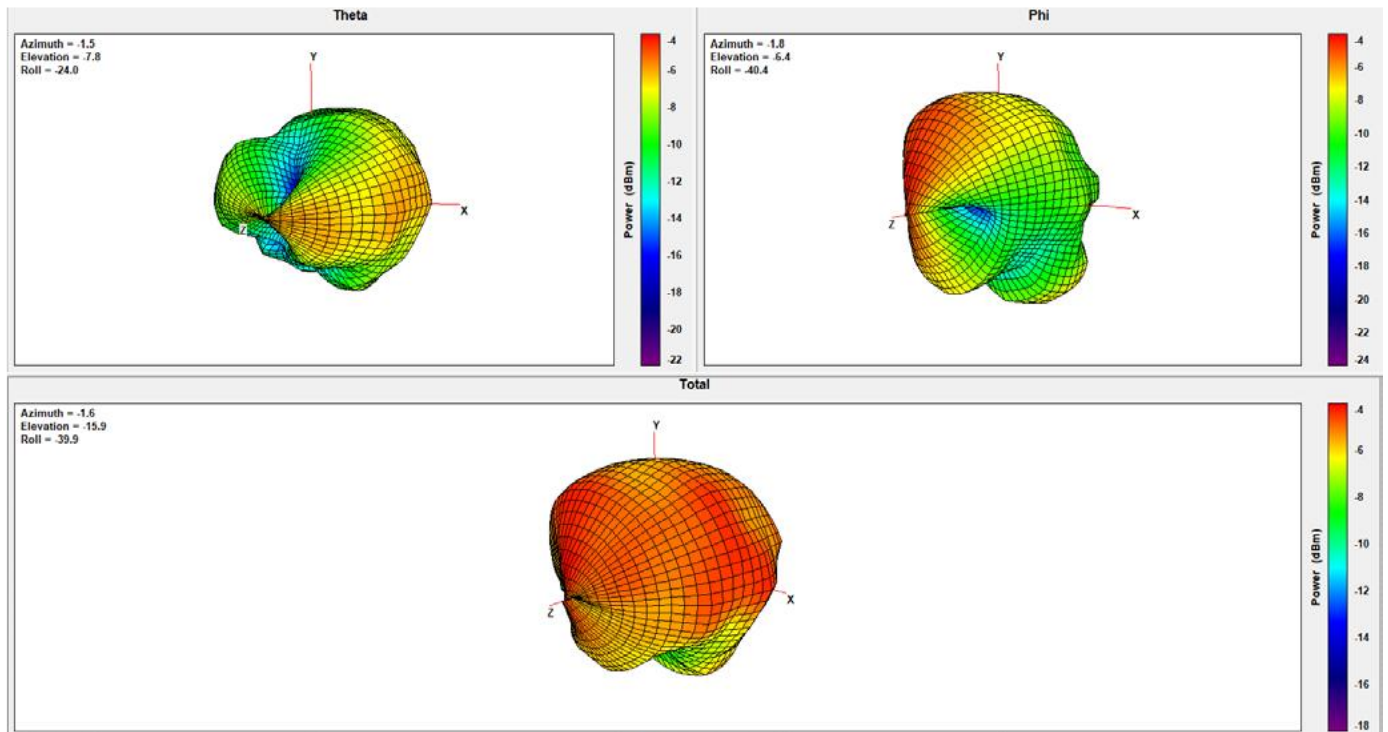 Theta
Azimuth = -1.5
Elevation = -7.8
Roll = -24.0
Y
X
Z
-4
-6
-8
-10
-12
-14
-16
-18
-20
-22
Power (dBm)
Phi
Azimuth = -1.8
Elevation = -6.4
Roll = -40.4
Y
X
Z
-4
-6
-8
-10
-12
-14
-16
-18
-20
-22
-24
Power (dBm)
Total
Azimuth = -1.6
Elevation = -15.9
Roll = -39.9
Y
X
Z
-4
-6
-8
-10
-12
-14
-16
-18
Power (dBm)